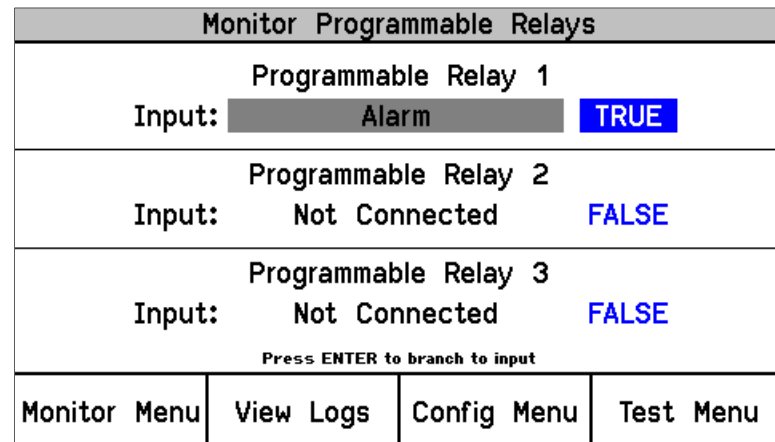 Monitor Programmable Relays
Programmable Relay 1
Input: Alarm TRUE
Programmable Relay 2
Input: Not Connected FALSE
Programmable Relay 3
Input: Not Connected FALSE
Press ENTER to branch to input
Monitor Menu View Logs Config Menu Test Menu